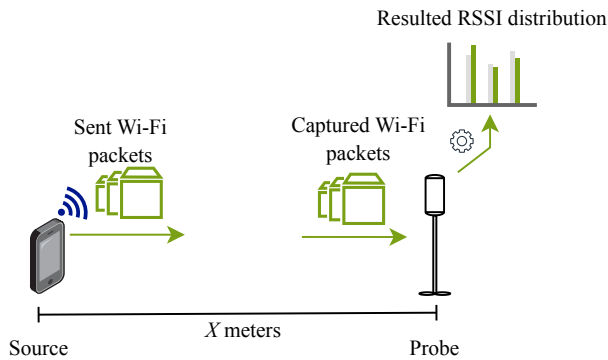 Resulted RSSI distribution
Sent Wi-Fi
packets
Captured Wi-Fi
packets
X meters
Source
Probe